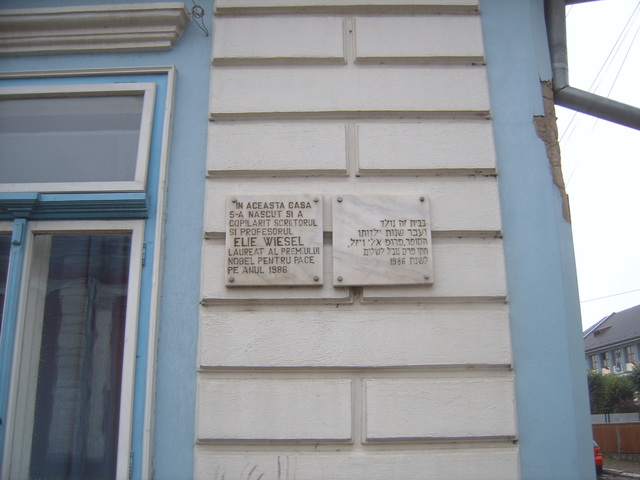 IN ACEASTA CASA
S-A NASCUT SI A
COPILARIT SCRIITORUL
SI PROFESORUL
ELIE WIESEL
LAUREAT AL PREMIULUI
NOBEL PENTRU PACE
PE ANUL 1986
בבית זה נולד
ועבר שנות ילדותו
הסופר, פרופ אלי ויזל,
חתן פרס נובל לשלום
לשנת 1986